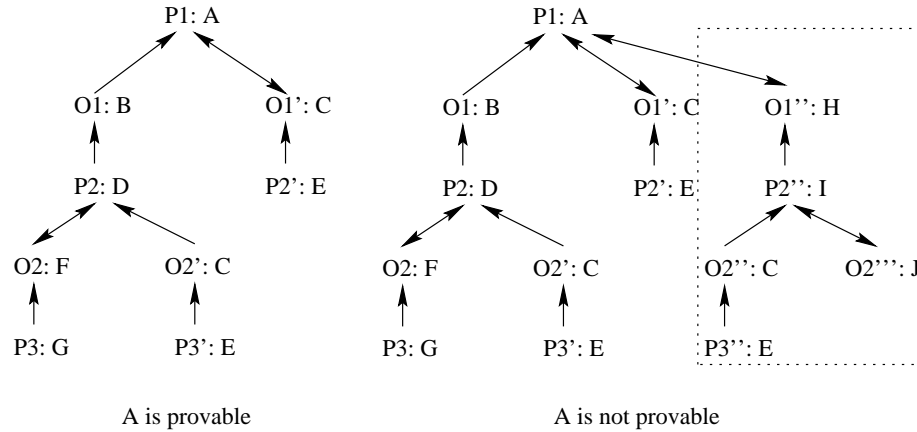 P1: A P1: A
O1: B O1’: C O1: B O1’: C O1’’: H
P2: D P2’: E P2: D P2’: E P2’’: I
O2: F O2’: C O2: F O2’: C O2’’: C O2’’’: J
P3: G P3’: E P3: G P3’: E P3’’: E
A is provable A is not provable